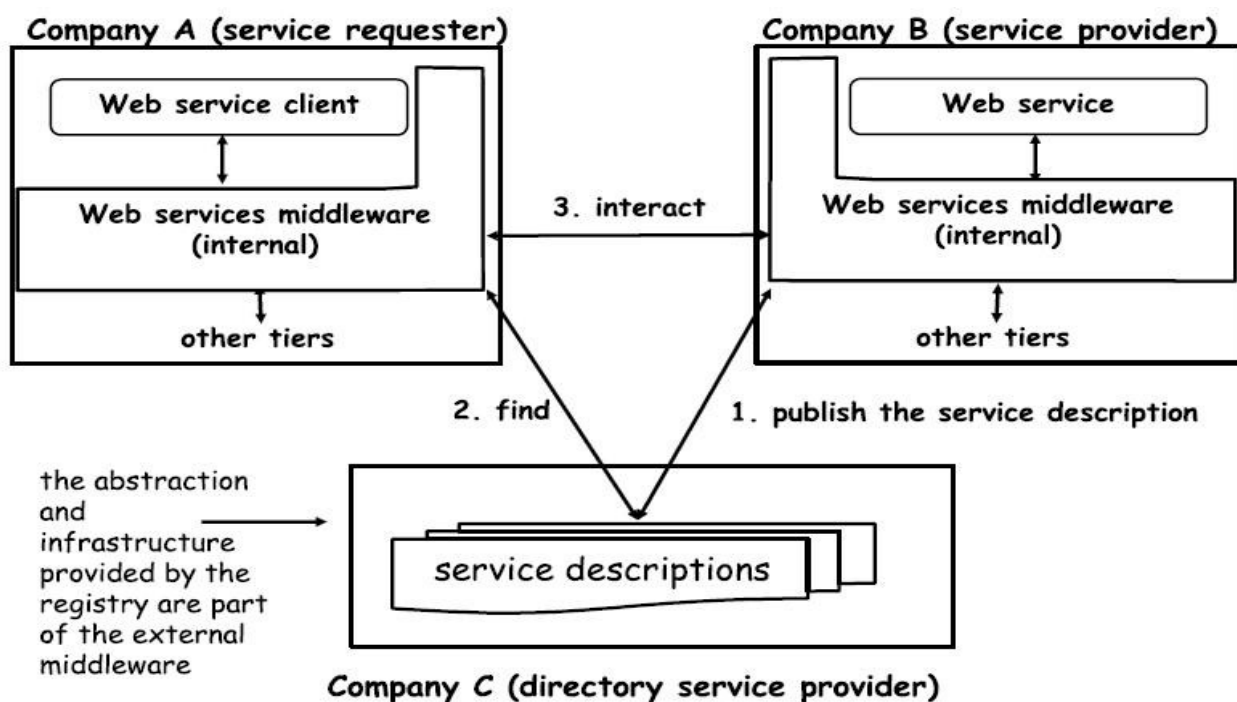 Company A (service requester)
Company B (service provider)
Web service client
Web service
Web services middleware
(internal)
3. interact
Web services middleware
(internal)
other tiers
other tiers
2. find
1. publish the service description
the abstraction
and
infrastructure
provided by the
registry are part
of the external
middleware
service descriptions
Company C (directory service provider)